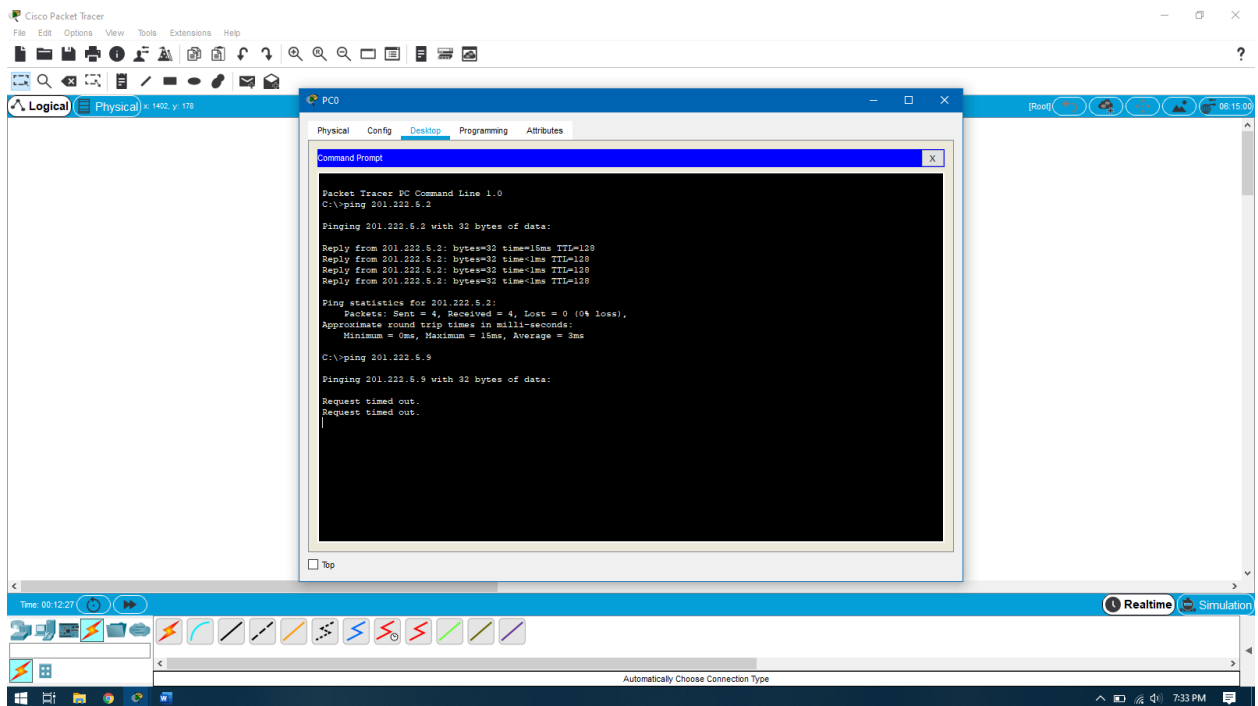 Cisco Packet Tracer
File Edit Options View Tools Extensions Help
?
Logical Physical x: 1402, y: 178
[Root] 06:15:00
PC0
Physical Config Desktop Programming Attributes
Command Prompt X
Packet Tracer PC Command Line 1.0
C:\>ping 201.222.5.2
Pinging 201.222.5.2 with 32 bytes of data:
Reply from 201.222.5.2: bytes=32 time=15ms TTL=128
Reply from 201.222.5.2: bytes=32 time<1ms TTL=128
Reply from 201.222.5.2: bytes=32 time<1ms TTL=128
Reply from 201.222.5.2: bytes=32 time<1ms TTL=128
Ping statistics for 201.222.5.2:
Packets: Sent = 4, Received = 4, Lost = 0 (0% loss),
Approximate round trip times in milli-seconds:
Minimum = 0ms, Maximum = 15ms, Average = 3ms
C:\>ping 201.222.5.9
Pinging 201.222.5.9 with 32 bytes of data:
Request timed out.
Request timed out.
Top
Time: 00:12:27
Realtime Simulation
Automatically Choose Connection Type
7:33 PM